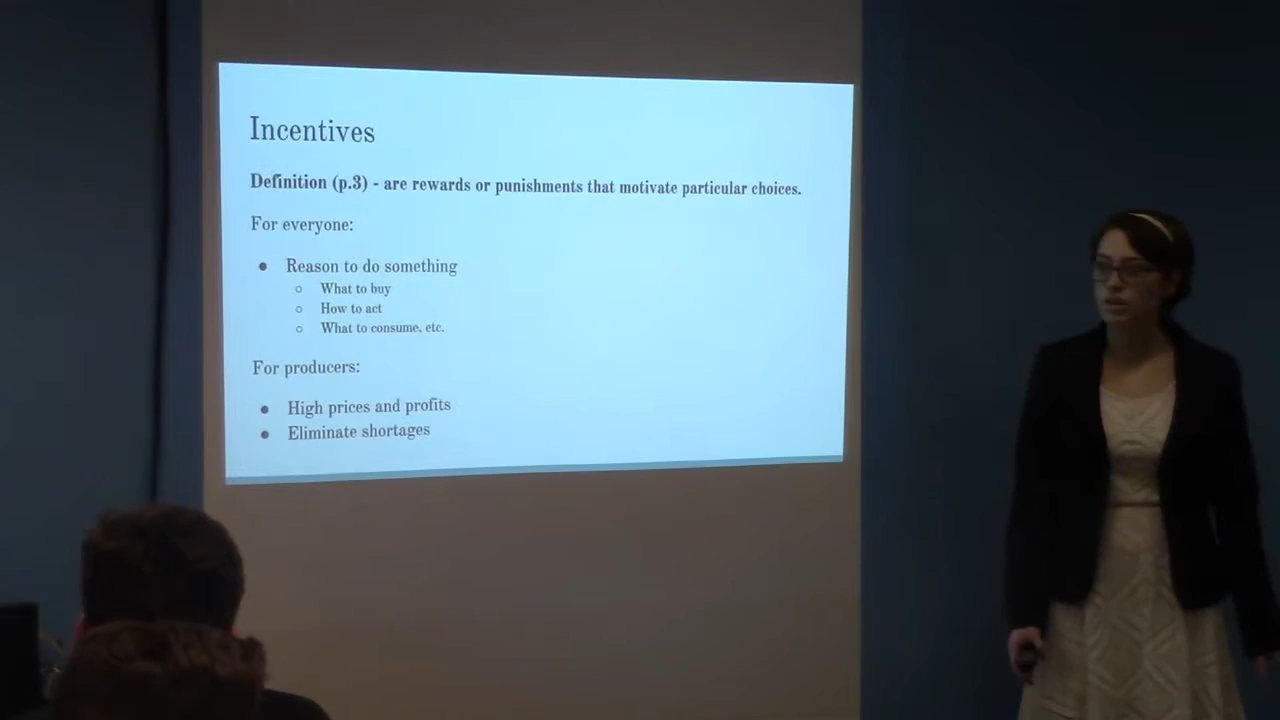 Incentives
Definition (p.3) - are rewards or punishments that motivate particular choices.
For everyone:
● Reason to do something
○ What to buy
○ How to act
○ What to consume, etc.
For producers:
● High prices and profits
● Eliminate shortages